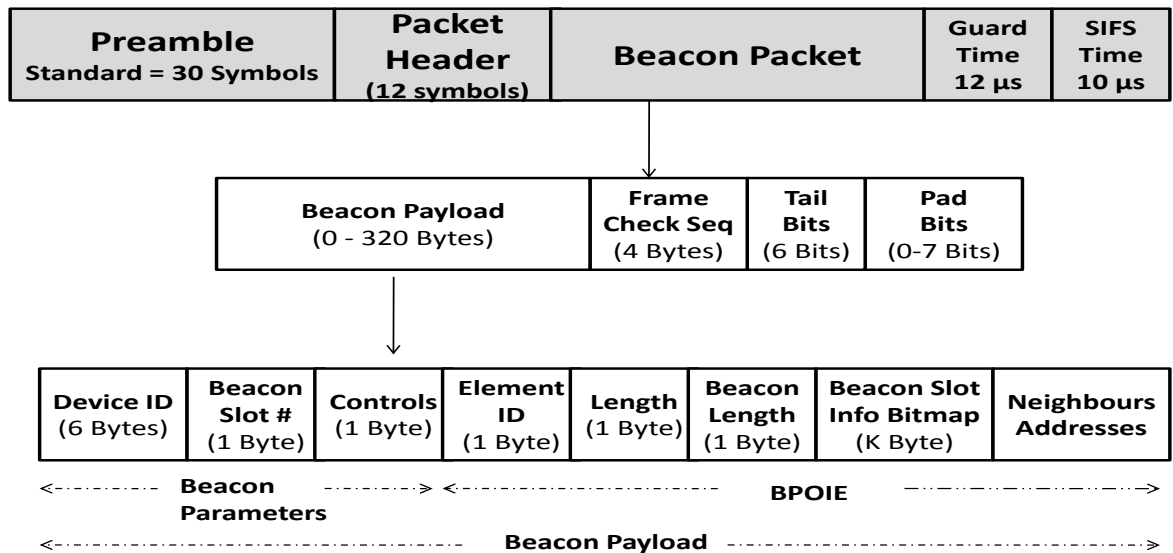 Preamble
Standard = 30 Symbols
Packet
Header
(12 symbols)
Beacon Packet
Guard
Time
12 µs
SIFS
Time
10 µs
Beacon Payload
(0 - 320 Bytes)
Frame
Check Seq
(4 Bytes)
Tail
Bits
(6 Bits)
Pad
Bits
(0-7 Bits)
Device ID
(6 Bytes)
Beacon
Slot #
(1 Byte)
Controls
(1 Byte)
Element
ID
(1 Byte)
Length
(1 Byte)
Beacon
Length
(1 Byte)
Beacon Slot
Info Bitmap
(K Byte)
Neighbours
Addresses
Beacon
Parameters
BPOIE
Beacon Payload